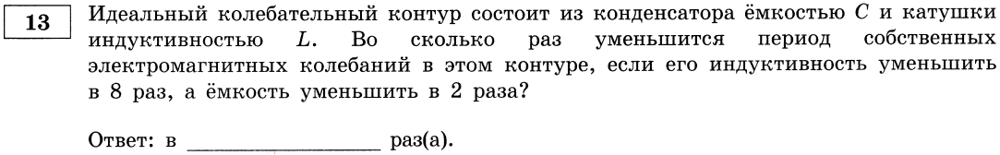 13
Идеальный колебательный контур состоит из конденсатора ёмкостью C и катушки
индуктивностью L. Во сколько раз уменьшится период собственных
электромагнитных колебаний в этом контуре, если его индуктивность уменьшить
в 8 раз, а ёмкость уменьшить в 2 раза?
Ответ: в ____________________ раз(а).